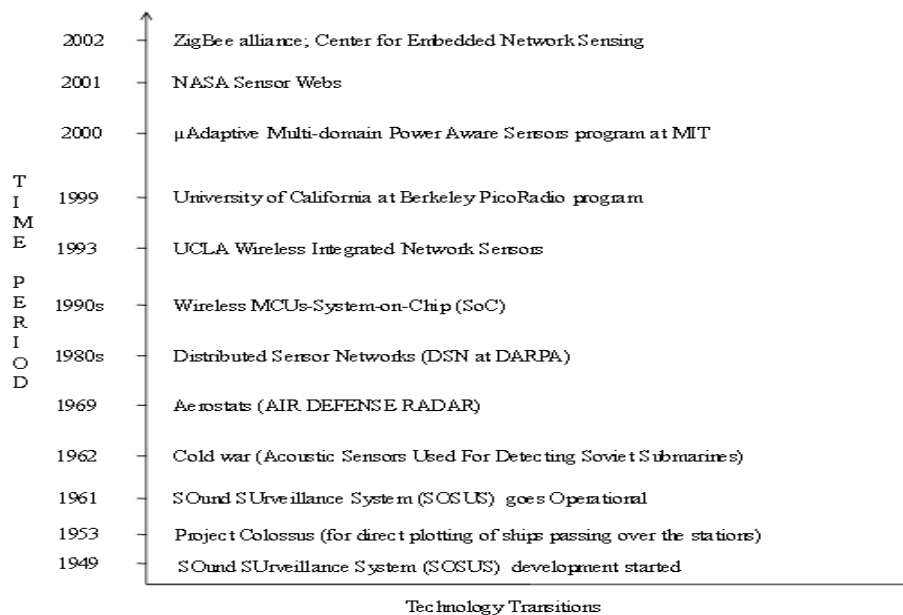 2002 ZigBee alliance; Center for Embedded Network Sensing
2001 NASA Sensor Webs
2000 µAdaptive Multi-domain Power Aware Sensors program at MIT
1999 University of California at Berkeley PicoRadio program
1993 UCLA Wireless Integrated Network Sensors
1990s Wireless MCUs-System-on-Chip (SoC)
1980s Distributed Sensor Networks (DSN at DARPA)
1969 Aerostats (AIR DEFENSE RADAR)
1962 Cold war (Acoustic Sensors Used For Detecting Soviet Submarines)
1961 SOund SUrveillance System (SOSUS) goes Operational
1953 Project Colossus (for direct plotting of ships passing over the stations)
1949 SOund SUrveillance System (SOSUS) development started
TIME PERIOD
Technology Transitions